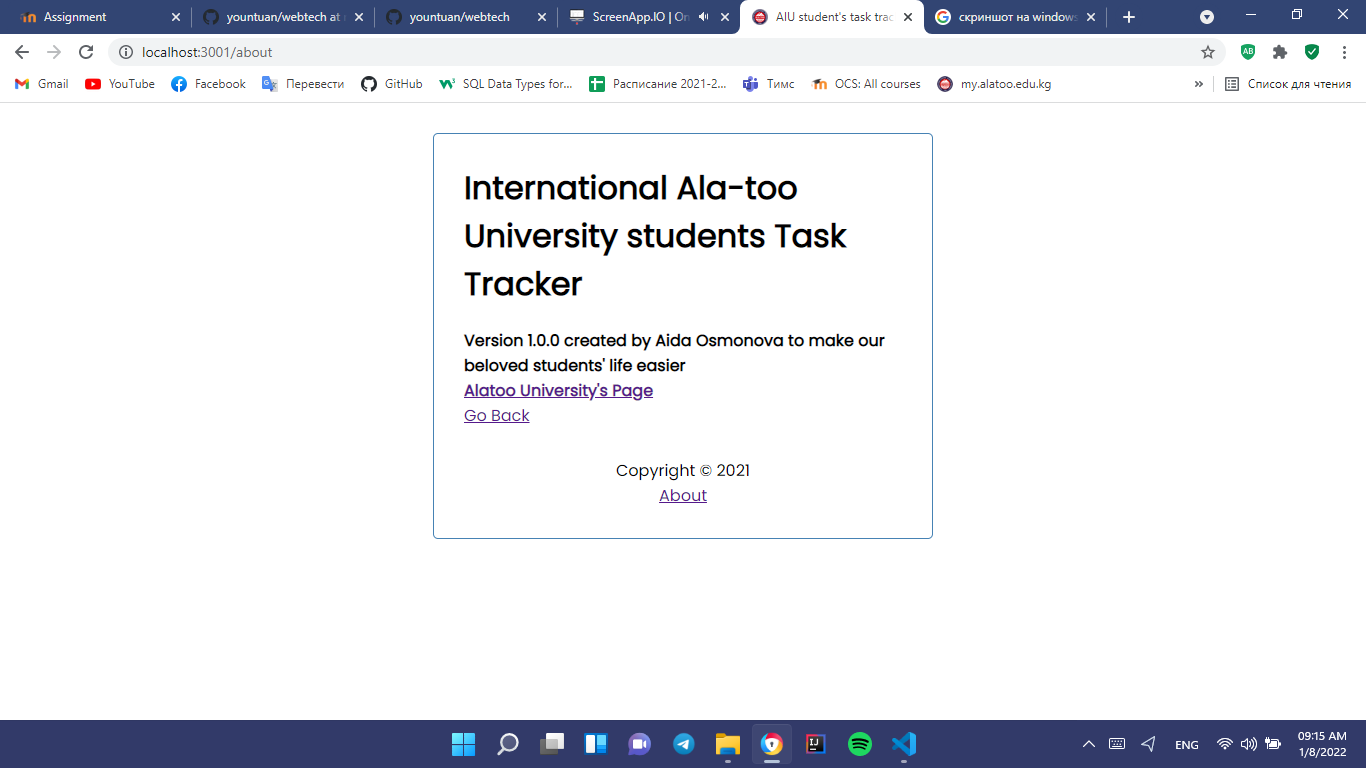 Assignment
yountuan/webtech at
yountuan/webtech
ScreenApp.IO | On
AIU student's task trac
скриншот на windows
localhost:3001/about
AB
Gmail
YouTube
Facebook
Перевести
GitHub
SQL Data Types for...
Расписание 2021-2...
Тимс
OCS: All courses
my.alatoo.edu.kg
»
Список для чтения
International Ala-too
University students Task
Tracker
Version 1.0.0 created by Aida Osmonova to make our
beloved students' life easier
Alatoo University's Page
Go Back
Copyright © 2021
About
IJ
ENG
09:15 AM
1/8/2022